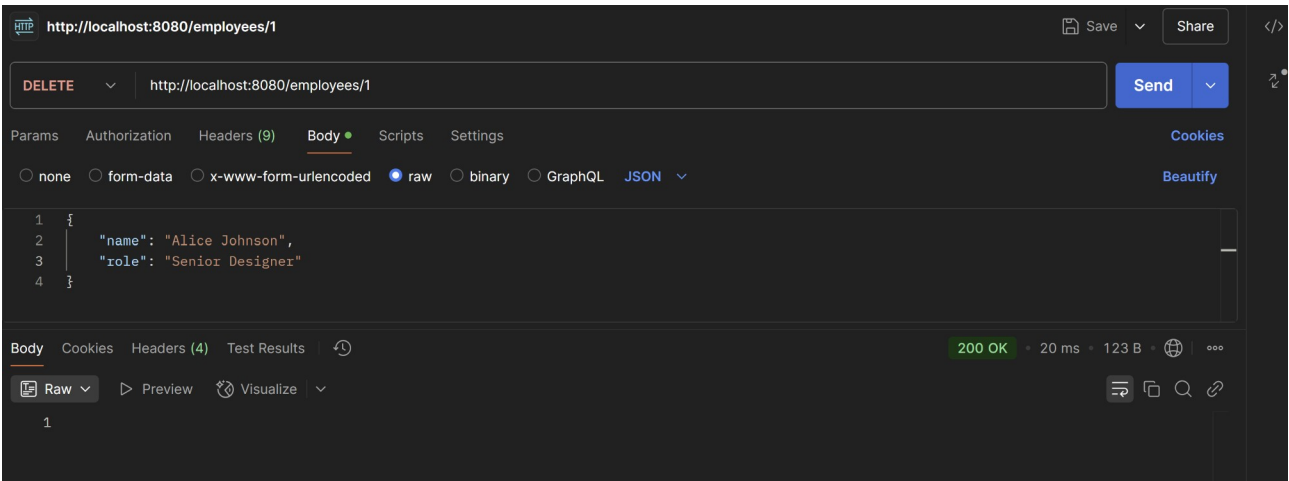 HTTP http://localhost:8080/employees/1 Save Share </>
DELETE http://localhost:8080/employees/1 Send
Params Authorization Headers (9) Body Scripts Settings Cookies
none form-data x-www-form-urlencoded raw binary GraphQL JSON Beautify
1 {
2 "name": "Alice Johnson",
3 "role": "Senior Designer"
4 }
Body Cookies Headers (4) Test Results 200 OK 20 ms 123 B
Raw Preview Visualize
1